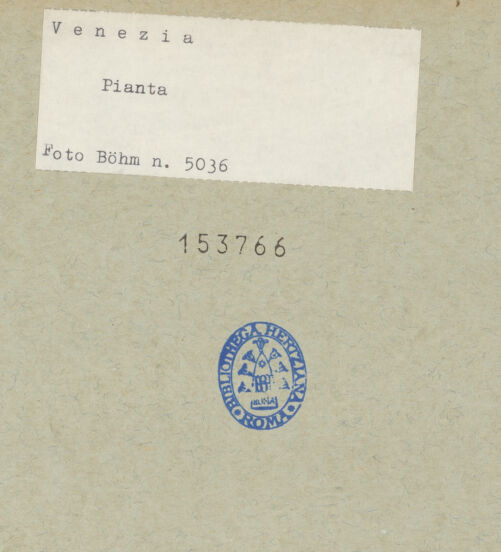 V e n e z i a
Pianta
Foto Böhm n. 5036
153766
BIBLIOTHECA HERTZIANA
ROMA